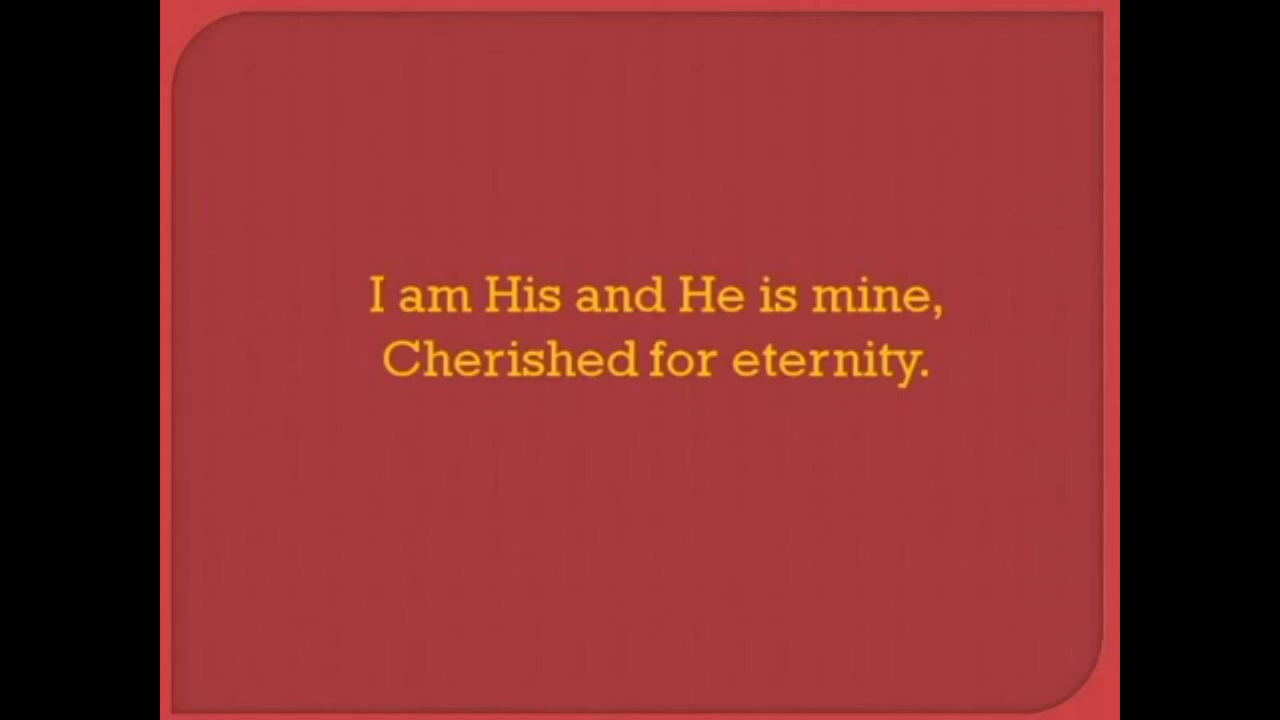 I am His and He is mine,
Cherished for eternity.